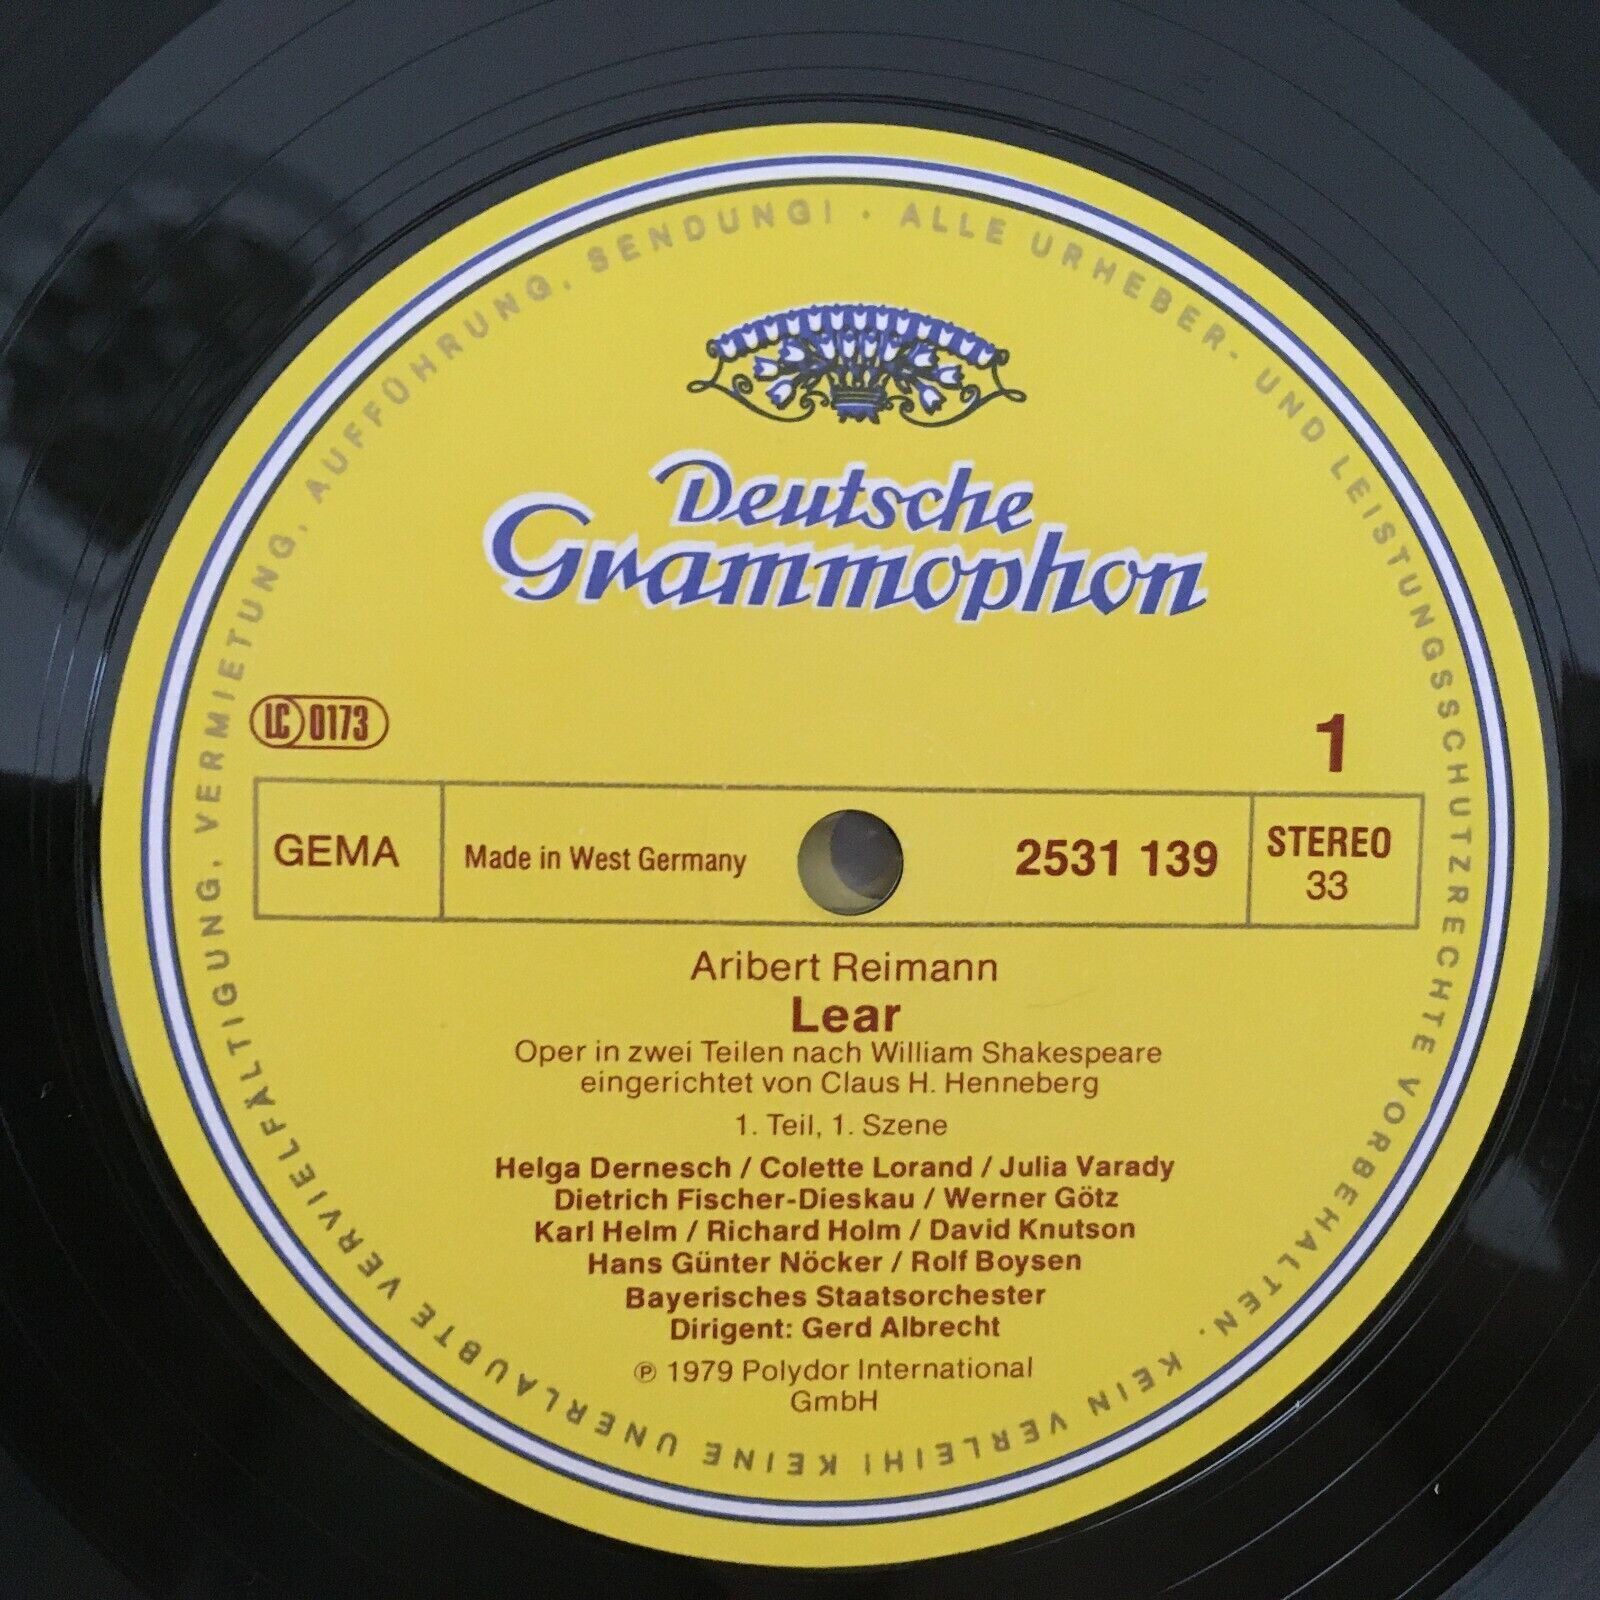 ALLE URHEBER- UND LEISTUNGSSCHUTZRECHTE VORBEHALTEN. KEIN VERLEIH! KEINE UNERLAUBTE VERVIELFÄLTIGUNG, VERMIETUNG, AUFFÜHRUNG, SENDUNG! ·
Deutsche
Grammophon
LC 0173
1
GEMA
Made in West Germany
2531 139
STEREO
33
Aribert Reimann
Lear
Oper in zwei Teilen nach William Shakespeare
eingerichtet von Claus H. Henneberg
1. Teil, 1. Szene
Helga Dernesch / Colette Lorand / Julia Varady
Dietrich Fischer-Dieskau / Werner Götz
Karl Helm / Richard Holm / David Knutson
Hans Günter Nöcker / Rolf Boysen
Bayerisches Staatsorchester
Dirigent: Gerd Albrecht
℗ 1979 Polydor International
GmbH